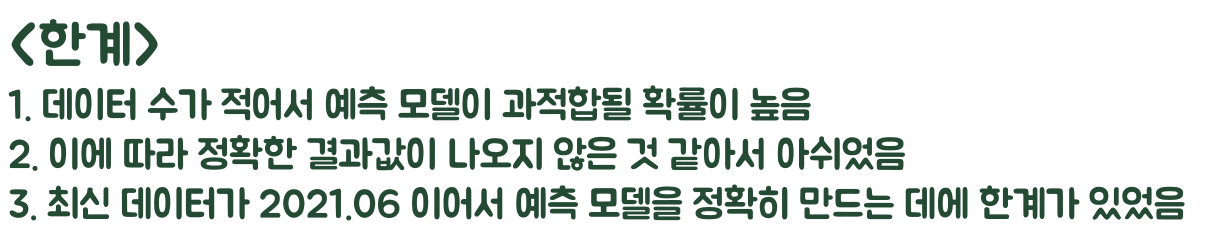 <한계>
1. 데이터 수가 적어서 예측 모델이 과적합될 확률이 높음
2. 이에 따라 정확한 결과값이 나오지 않은 것 같아서 아쉬었음
3. 최신 데이터가 2021.06 이어서 예측 모델을 정확히 만드는 데에 한계가 있었음